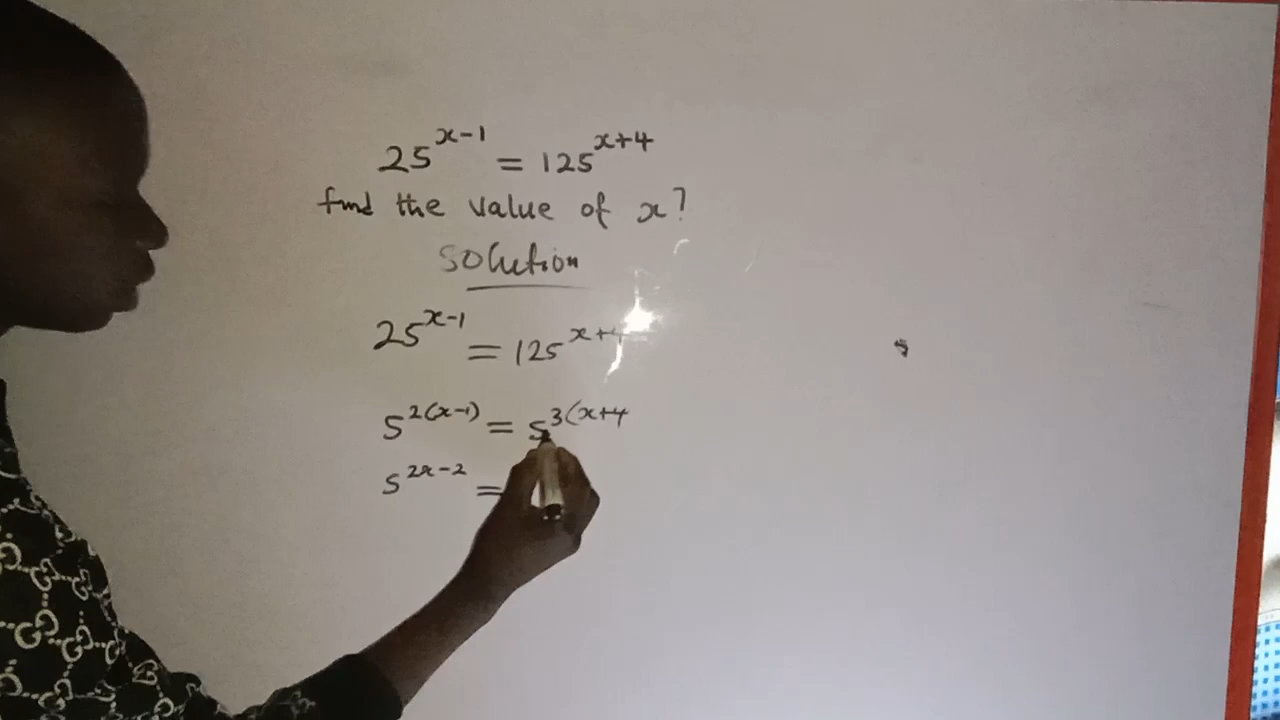 25^{x-1} = 125^{x+4}
find the value of x?
Solution
25^{x-1} = 125^{x+4}
5^{2(x-1)} = 5^{3(x+4}
5^{2x-2} =